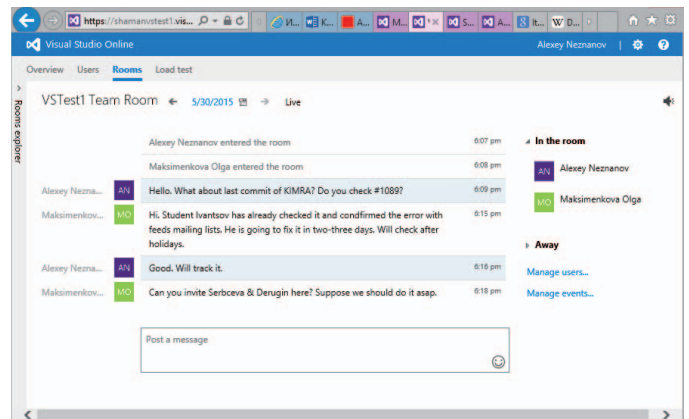 https://shamanvstest1.vis...
И... K... A... M... S... A... It... W D...
Visual Studio Online
Alexey Neznanov | ?
Overview Users Rooms Load test
Rooms explorer
VSTest1 Team Room ← 5/30/2015 → Live
Alexey Neznanov entered the room 6:07 pm
Maksimenkova Olga entered the room 6:08 pm
Alexey Nezna... AN Hello. What about last commit of KIMRA? Do you check #1089? 6:09 pm
Maksimenkov... MO Hi. Student Ivantsov has already checked it and condfirmed the error with 6:15 pm
feeds mailing lists. He is going to fix it in two-three days. Will check after
holidays.
Alexey Nezna... AN Good. Will track it. 6:16 pm
Maksimenkov... MO Can you invite Serbceva & Derugin here? Suppose we should do it asap. 6:18 pm
Post a message
In the room
AN Alexey Neznanov
MO Maksimenkova Olga
Away
Manage users...
Manage events...